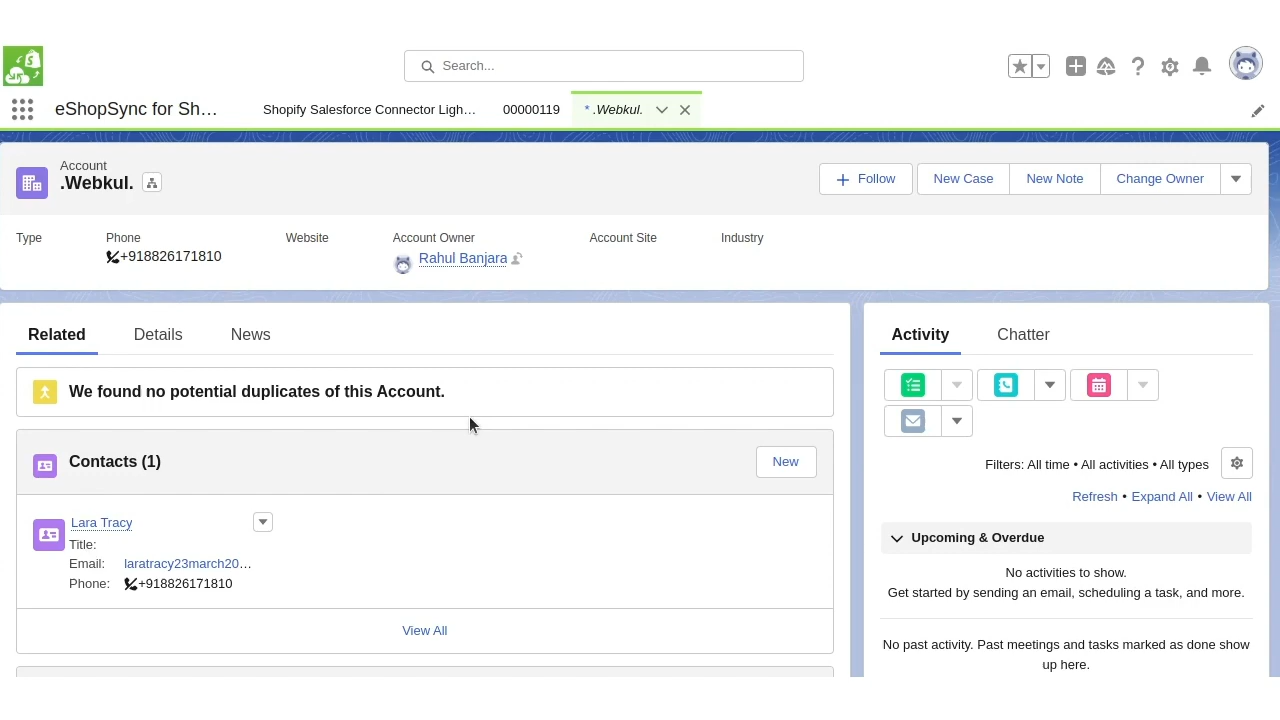 Search...
eShopSync for Sh...
Shopify Salesforce Connector Ligh...
00000119
* .Webkul.
Account
.Webkul.
Follow
New Case
New Note
Change Owner
Type
Phone
Website
Account Owner
Account Site
Industry
+918826171810
Rahul Banjara
Related
Details
News
Activity
Chatter
We found no potential duplicates of this Account.
Contacts (1)
New
Lara Tracy
Title:
Email: laratracy23march20...
Phone: +918826171810
View All
Filters: All time • All activities • All types
Refresh • Expand All • View All
Upcoming & Overdue
No activities to show.
Get started by sending an email, scheduling a task, and more.
No past activity. Past meetings and tasks marked as done show
up here.